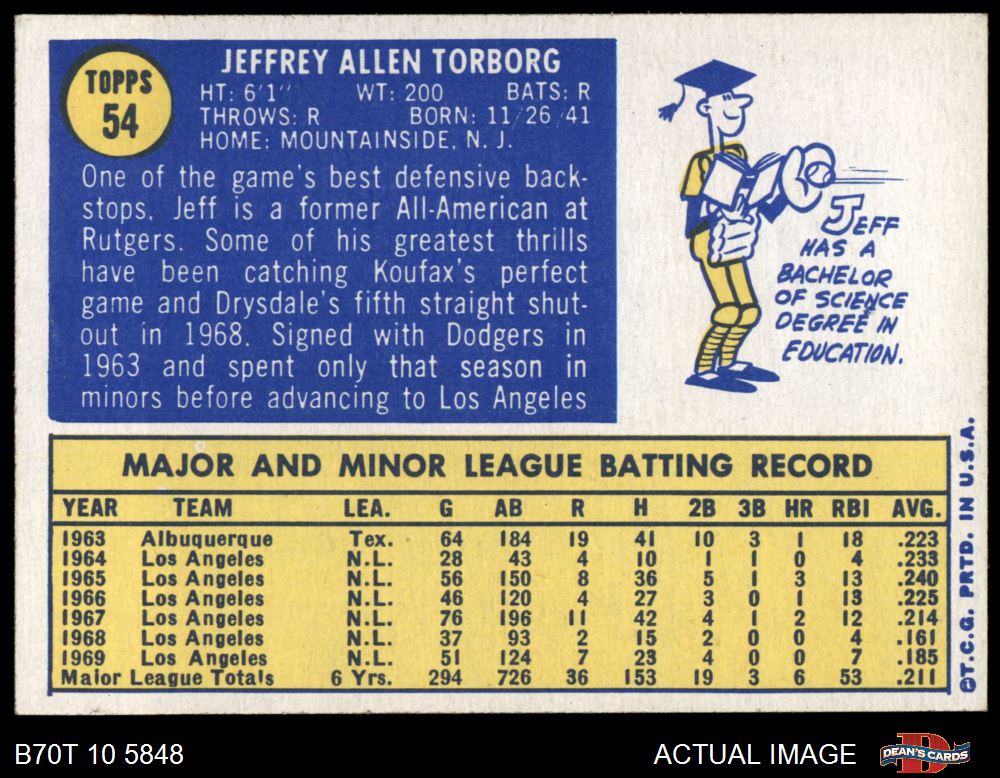 TOPPS
54
JEFFREY ALLEN TORBORG
HT: 6'1" WT: 200 BATS: R
THROWS: R BORN: 11/26/41
HOME: MOUNTAINSIDE, N. J.
One of the game's best defensive back-
stops, Jeff is a former All-American at
Rutgers. Some of his greatest thrills
have been catching Koufax's perfect
game and Drysdale's fifth straight shut-
out in 1968. Signed with Dodgers in
1963 and spent only that season in
minors before advancing to Los Angeles
JEFF
HAS A
BACHELOR
OF SCIENCE
DEGREE IN
EDUCATION.
MAJOR AND MINOR LEAGUE BATTING RECORD
YEAR TEAM LEA. G AB R H 2B 3B HR RBI AVG.
1963 Albuquerque Tex. 64 184 19 41 10 3 1 18 .223
1964 Los Angeles N.L. 28 43 4 10 1 1 0 4 .233
1965 Los Angeles N.L. 56 150 8 36 5 1 3 13 .240
1966 Los Angeles N.L. 46 120 4 27 3 0 1 13 .225
1967 Los Angeles N.L. 76 196 11 42 4 1 2 12 .214
1968 Los Angeles N.L. 37 93 2 15 2 0 0 4 .161
1969 Los Angeles N.L. 51 124 7 23 4 0 0 7 .185
Major League Totals 6 Yrs. 294 726 36 153 19 3 6 53 .211
©T.C.G. PRTD. IN U.S.A.
B70T 10 5848 ACTUAL IMAGE DEAN'S CARDS